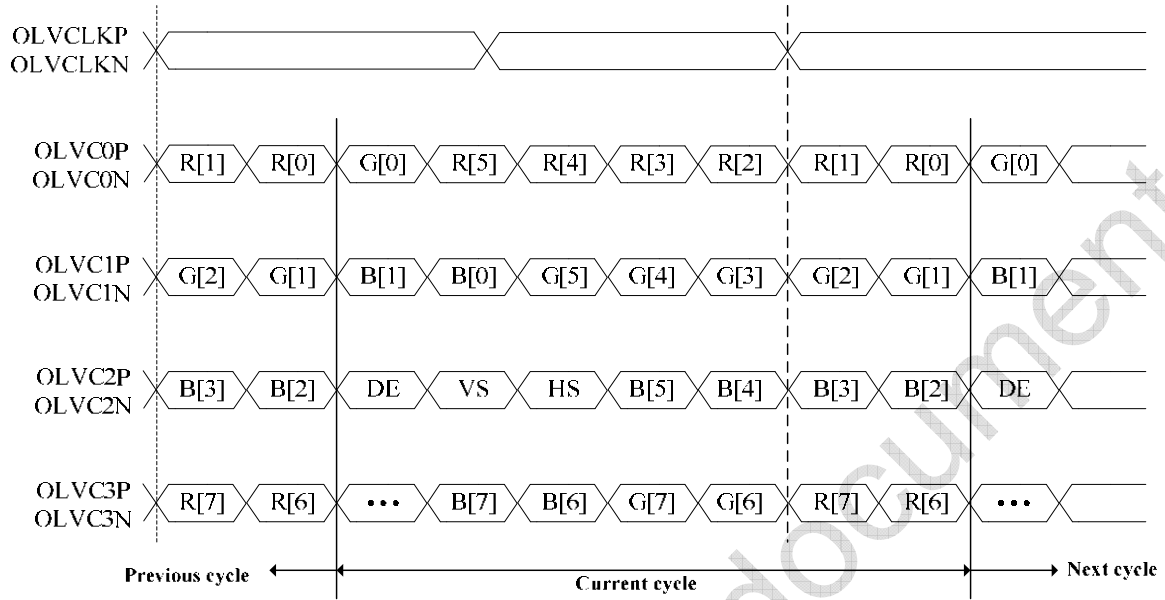 OLVCLKP
OLVCLKN
OLVC0P
OLVC0N
R[1] R[0] G[0] R[5] R[4] R[3] R[2] R[1] R[0] G[0]
OLVC1P
OLVC1N
G[2] G[1] B[1] B[0] G[5] G[4] G[3] G[2] G[1] B[1]
OLVC2P
OLVC2N
B[3] B[2] DE VS HS B[5] B[4] B[3] B[2] DE
OLVC3P
OLVC3N
R[7] R[6] ••• B[7] B[6] G[7] G[6] R[7] R[6] •••
Previous cycle Current cycle Next cycle
document